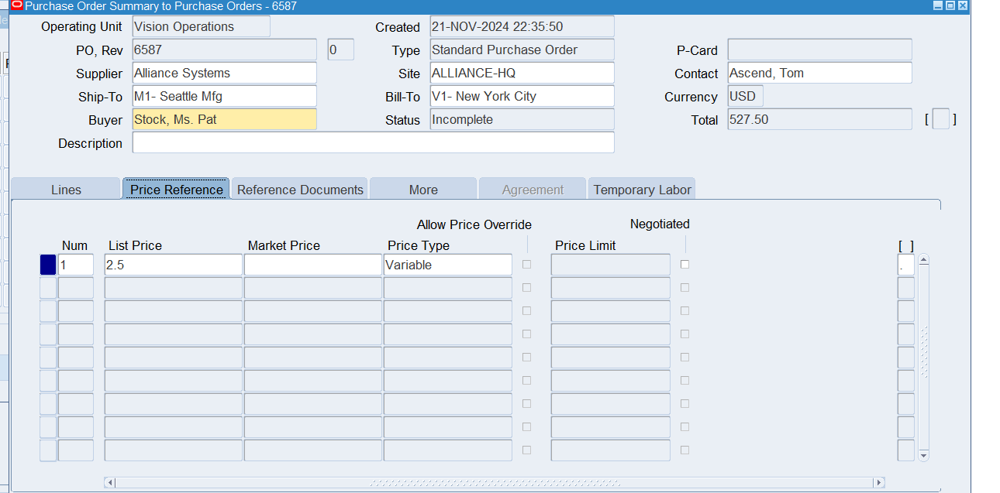 Purchase Order Summary to Purchase Orders - 6587
Operating Unit Vision Operations Created 21-NOV-2024 22:35:50
PO, Rev 6587 0 Type Standard Purchase Order P-Card
Supplier Alliance Systems Site ALLIANCE-HQ Contact Ascend, Tom
Ship-To M1- Seattle Mfg Bill-To V1- New York City Currency USD
Buyer Stock, Ms. Pat Status Incomplete Total 527.50 [ ]
Description
Lines Price Reference Reference Documents More Agreement Temporary Labor
Allow Price Override Negotiated
Num List Price Market Price Price Type Price Limit [ ]
1 2.5 Variable .